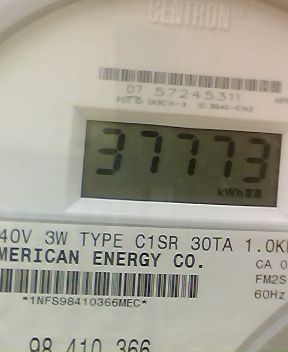 CENTRON®
07 57245311
37773
kWh
40V 3W TYPE C1SR 30TA 1.0K
MERICAN ENERGY CO.
CA 0
FM2S
60Hz
*1NFS98410366MEC*
98 410 366